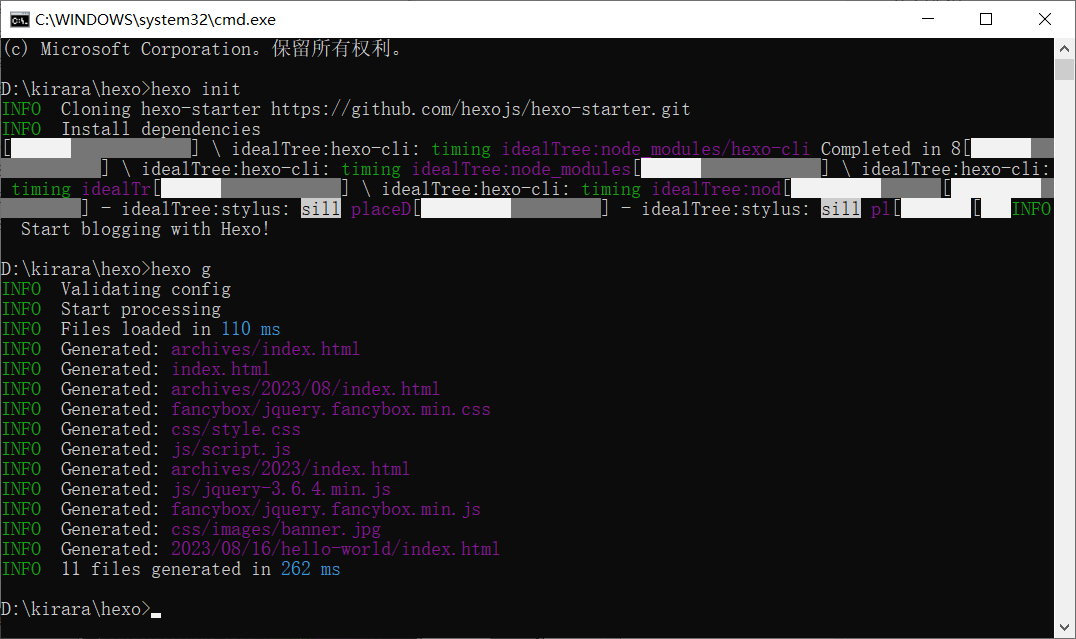 C:\WINDOWS\system32\cmd.exe
(c) Microsoft Corporation。保留所有权利。
D:\kirara\hexo>hexo init
INFO  Cloning hexo-starter https://github.com/hexojs/hexo-starter.git
INFO  Install dependencies
[ ] \ idealTree:hexo-cli: timing idealTree:node_modules/hexo-cli Completed in 8[
] \ idealTree:hexo-cli: timing idealTree:node_modules[ ] \ idealTree:hexo-cli:
timing idealTr[ ] \ idealTree:hexo-cli: timing idealTree:nod[ [
] - idealTree:stylus: sill placeD[ ] - idealTree:stylus: sill pl[ [ INFO
Start blogging with Hexo!
D:\kirara\hexo>hexo g
INFO  Validating config
INFO  Start processing
INFO  Files loaded in 110 ms
INFO  Generated: archives/index.html
INFO  Generated: index.html
INFO  Generated: archives/2023/08/index.html
INFO  Generated: fancybox/jquery.fancybox.min.css
INFO  Generated: css/style.css
INFO  Generated: js/script.js
INFO  Generated: archives/2023/index.html
INFO  Generated: js/jquery-3.6.4.min.js
INFO  Generated: fancybox/jquery.fancybox.min.js
INFO  Generated: css/images/banner.jpg
INFO  Generated: 2023/08/16/hello-world/index.html
INFO  11 files generated in 262 ms
D:\kirara\hexo>